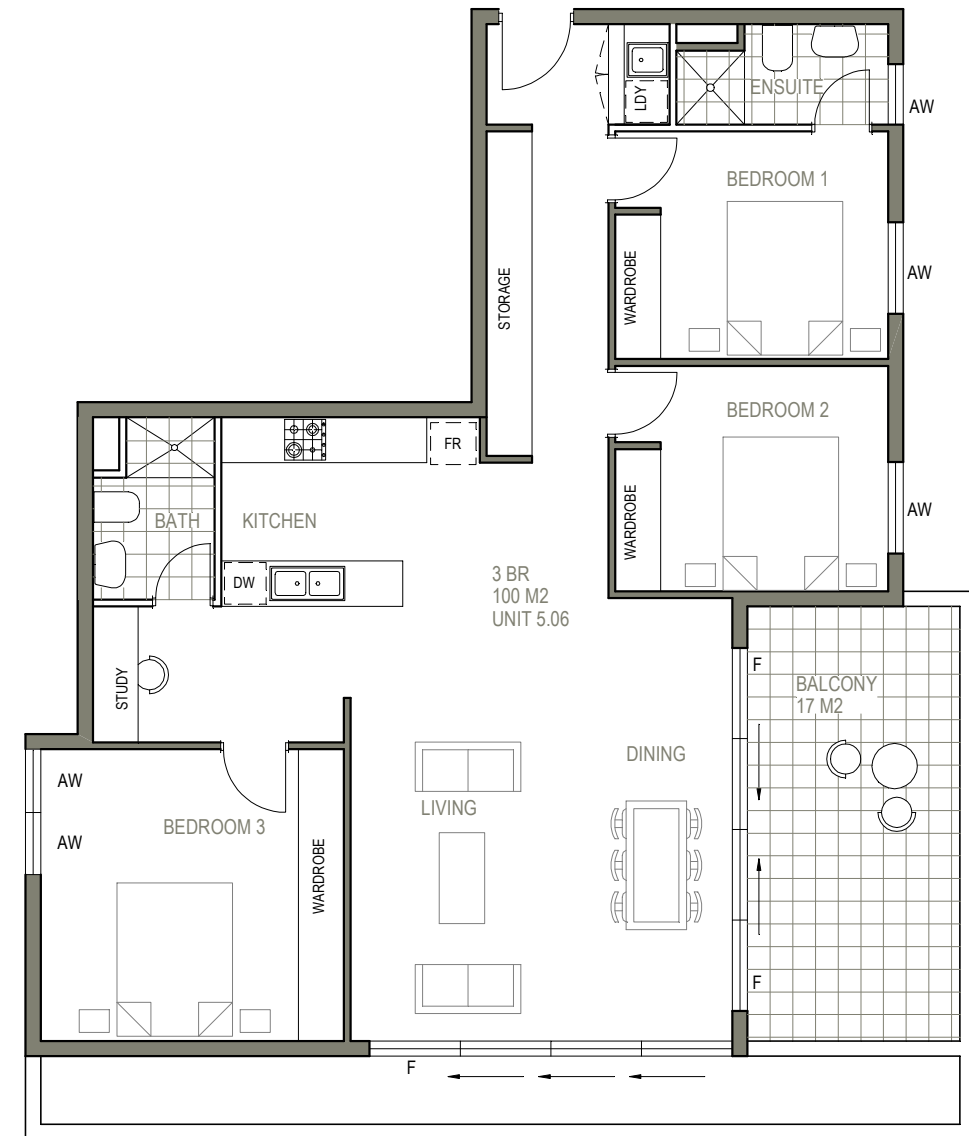 LDY
ENSUITE
AW
BEDROOM 1
STORAGE
WARDROBE
AW
BEDROOM 2
FR
WARDROBE
AW
BATH
KITCHEN
DW
3 BR
100 M2
UNIT 5.06
STUDY
F
BALCONY
17 M2
DINING
AW
LIVING
BEDROOM 3
AW
WARDROBE
F
F